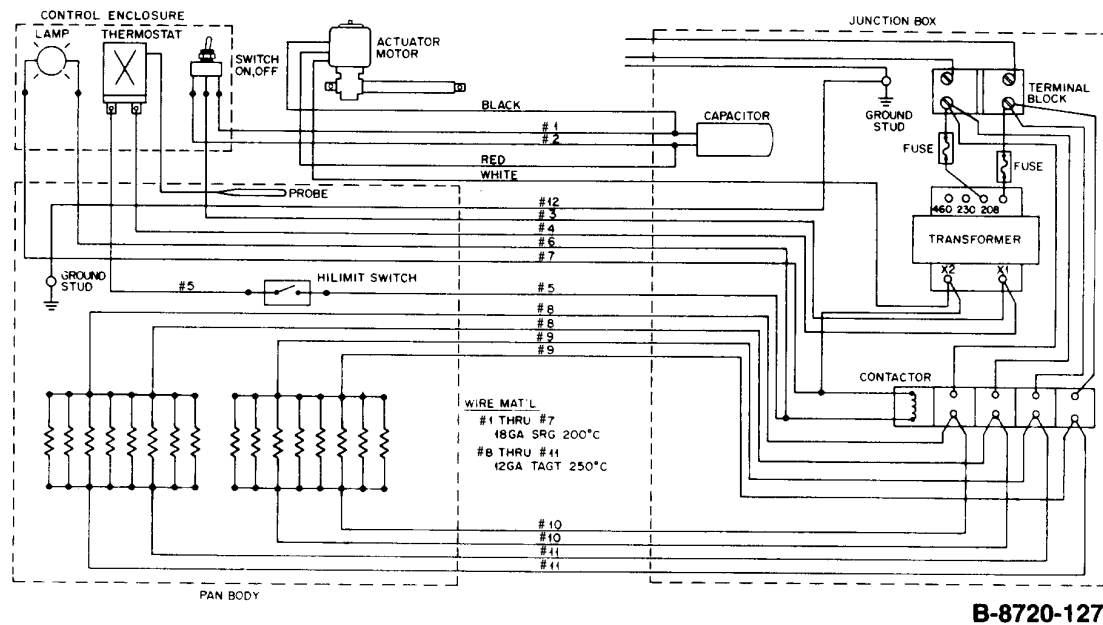 CONTROL ENCLOSURE
LAMP
THERMOSTAT
SWITCH
ON,OFF
ACTUATOR
MOTOR
JUNCTION BOX
TERMINAL
BLOCK
GROUND
STUD
BLACK
CAPACITOR
#1
#2
FUSE
FUSE
RED
WHITE
PROBE
#12
#3
460 230 208
#4
#6
TRANSFORMER
#7
X2
X1
GROUND
STUD
HILIMIT SWITCH
#5
#5
#8
#8
#9
#9
CONTACTOR
WIRE MAT'L
#1 THRU #7
18GA SRG 200°C
#8 THRU #11
12GA TAGT 250°C
#10
#10
#11
#11
PAN BODY
B-8720-127